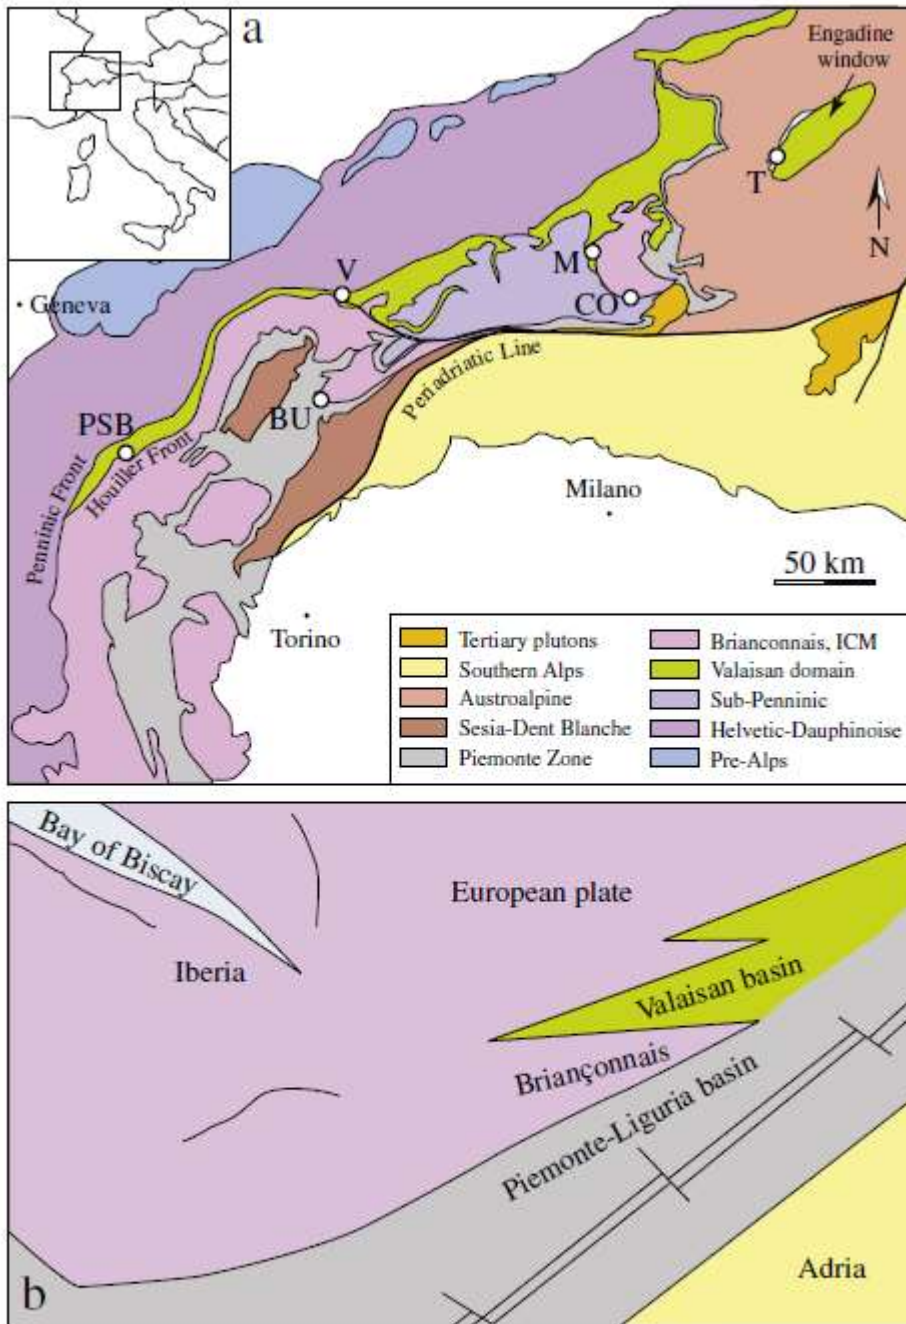 a
Engadine
window
T
N
V
M
CO
Geneva
Periadriatic Line
BU
PSB
Houiller Front
Penninic Front
Milano
50 km
Torino
Tertiary plutons
Southern Alps
Austroalpine
Sesia-Dent Blanche
Piemonte Zone
Brianconnais, ICM
Valaisan domain
Sub-Penninic
Helvetic-Dauphinoise
Pre-Alps
Bay of Biscay
European plate
Iberia
Valaisan basin
Briançonnais
Piemonte-Liguria basin
Adria
b